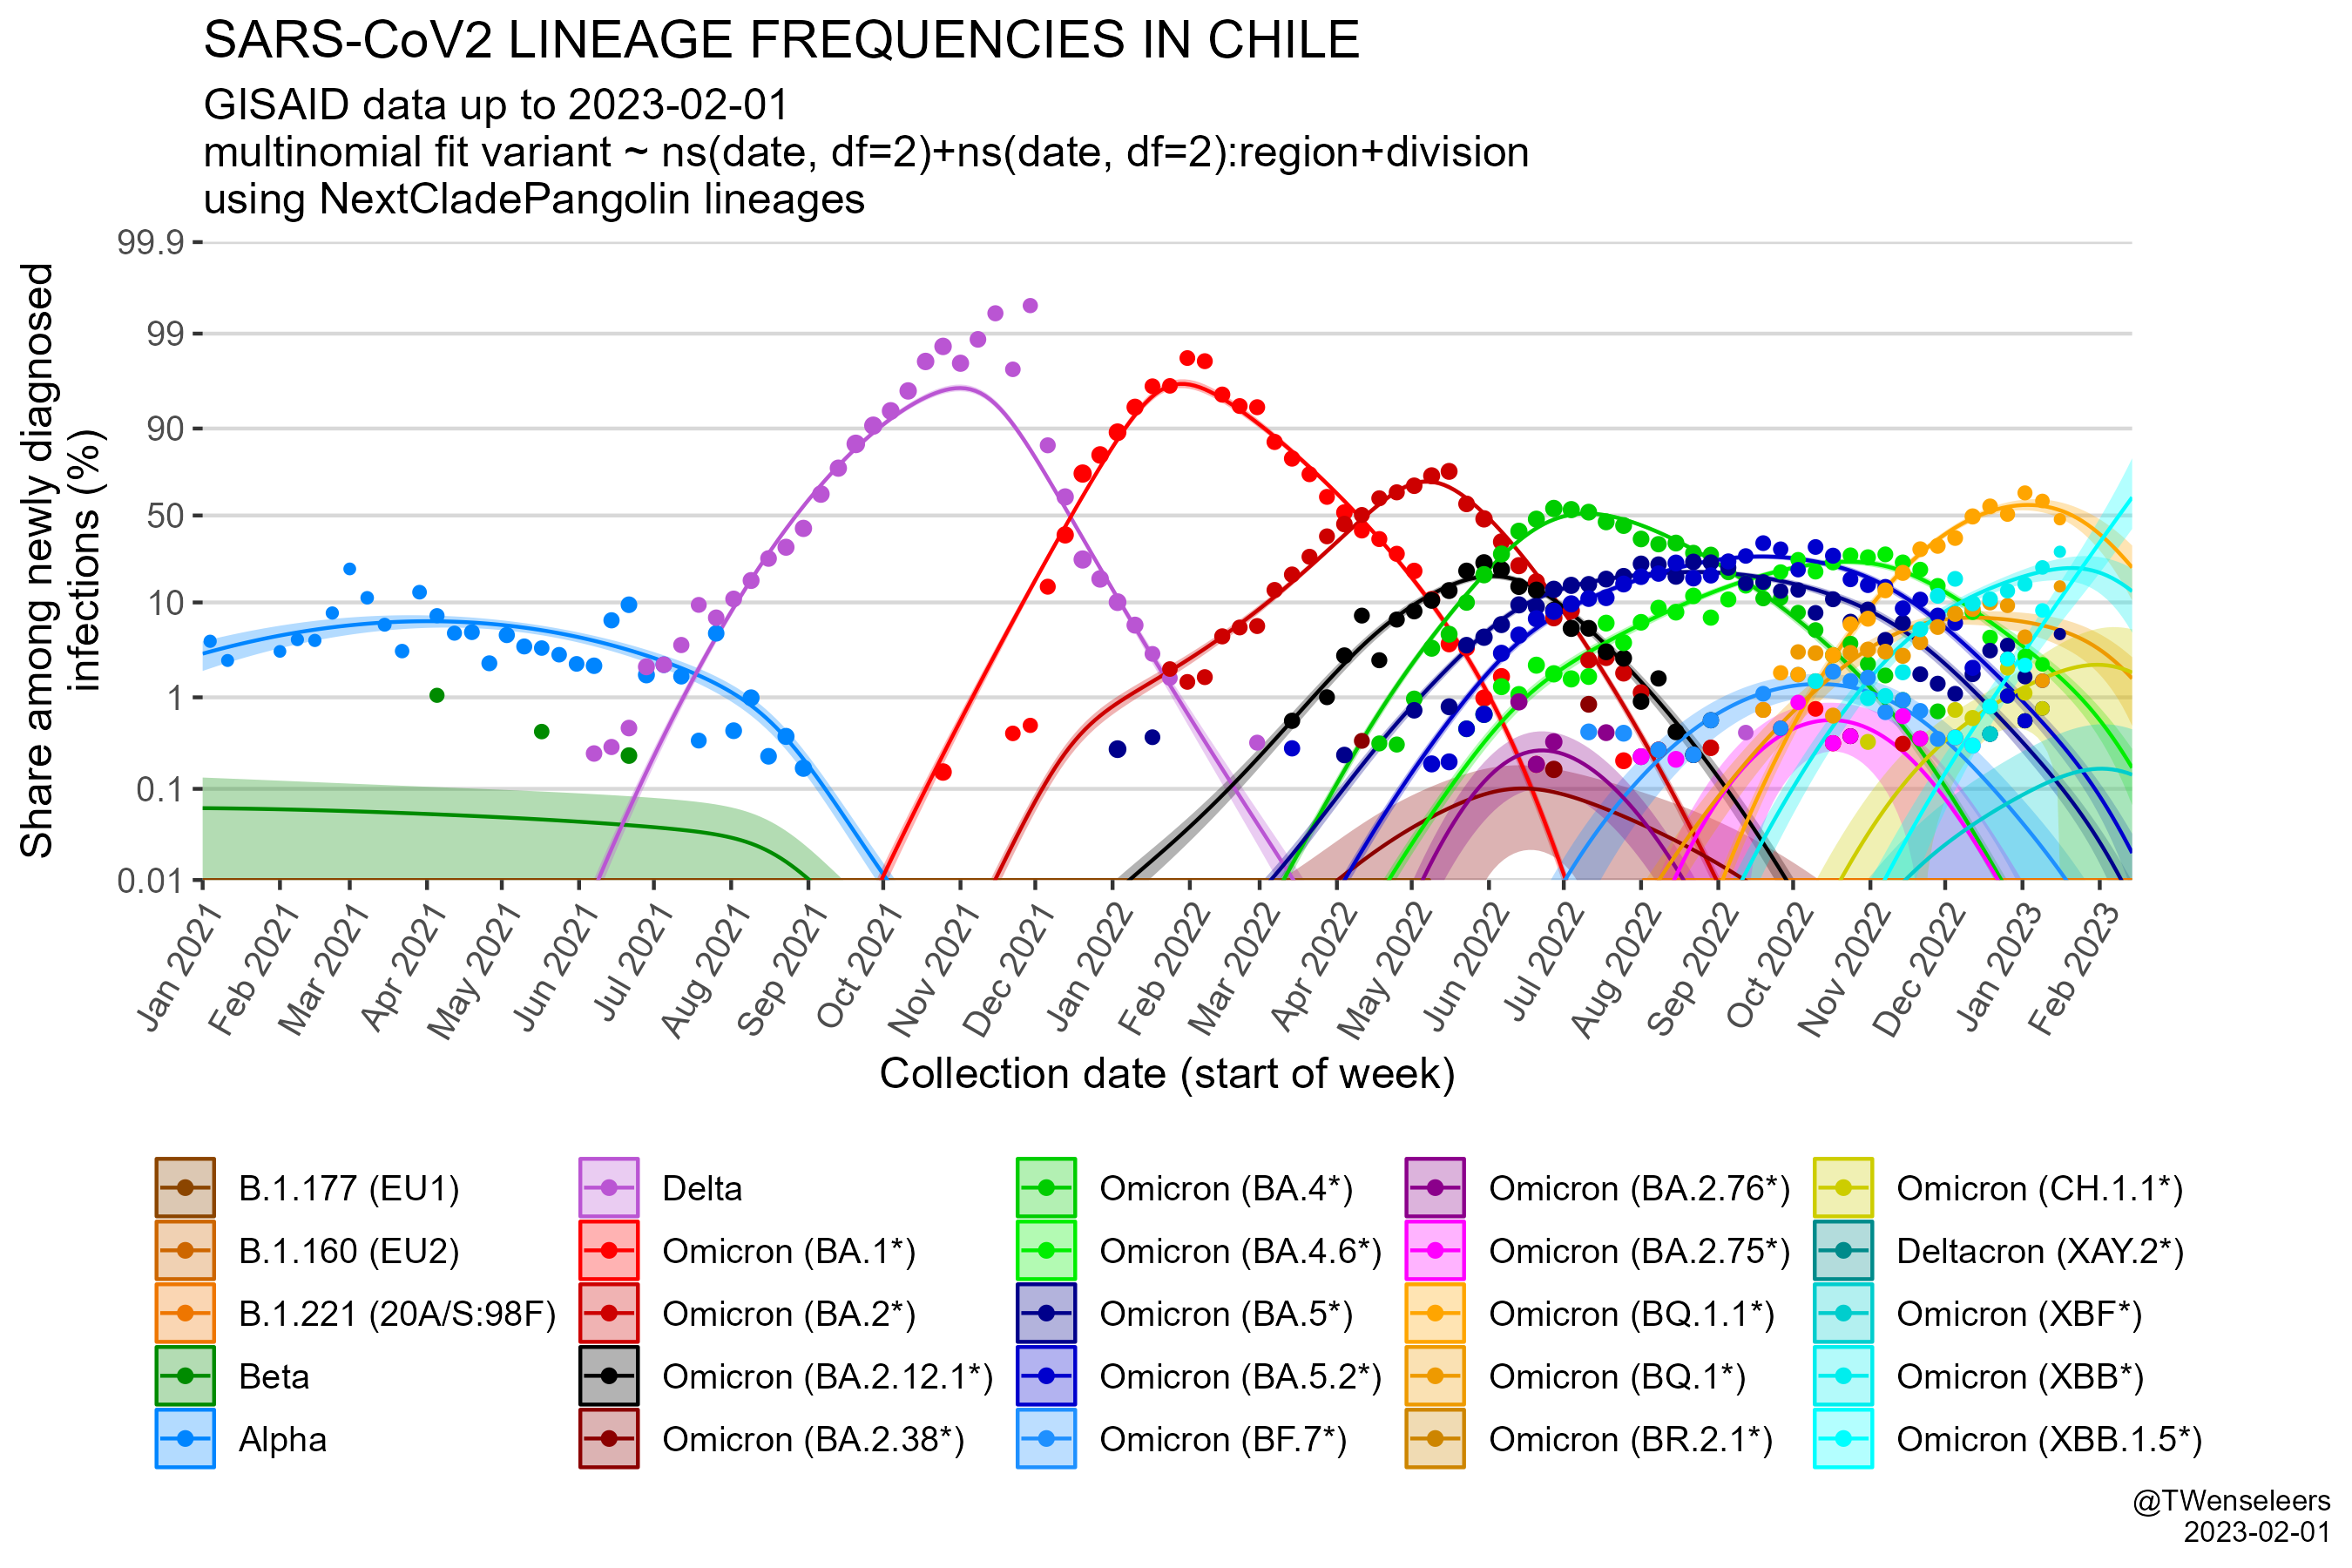 SARS-CoV2 LINEAGE FREQUENCIES IN CHILE
GISAID data up to 2023-02-01
multinomial fit variant ~ ns(date, df=2)+ns(date, df=2):region+division
using NextCladePangolin lineages
Share among newly diagnosed
infections (%)
99.9
99
90
50
10
1
0.1
0.01
Jan 2021
Feb 2021
Mar 2021
Apr 2021
May 2021
Jun 2021
Jul 2021
Aug 2021
Sep 2021
Oct 2021
Nov 2021
Dec 2021
Jan 2022
Feb 2022
Mar 2022
Apr 2022
May 2022
Jun 2022
Jul 2022
Aug 2022
Sep 2022
Oct 2022
Nov 2022
Dec 2022
Jan 2023
Feb 2023
Collection date (start of week)
B.1.177 (EU1)
B.1.160 (EU2)
B.1.221 (20A/S:98F)
Beta
Alpha
Delta
Omicron (BA.1*)
Omicron (BA.2*)
Omicron (BA.2.12.1*)
Omicron (BA.2.38*)
Omicron (BA.4*)
Omicron (BA.4.6*)
Omicron (BA.5*)
Omicron (BA.5.2*)
Omicron (BF.7*)
Omicron (BA.2.76*)
Omicron (BA.2.75*)
Omicron (BQ.1.1*)
Omicron (BQ.1*)
Omicron (BR.2.1*)
Omicron (CH.1.1*)
Deltacron (XAY.2*)
Omicron (XBF*)
Omicron (XBB*)
Omicron (XBB.1.5*)
@TWenseleers
2023-02-01